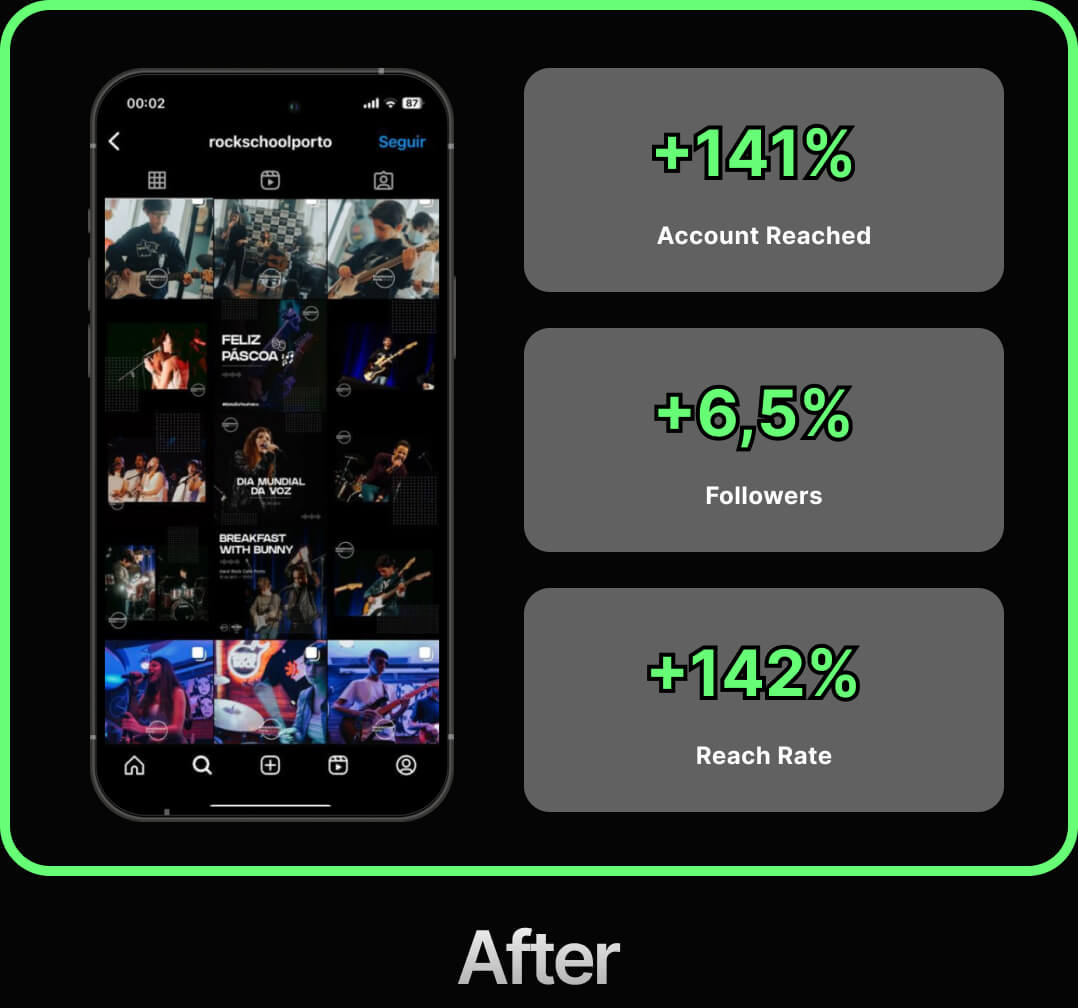 00:02
87
rockschoolporto
Seguir
FELIZ
PÁSCOA
DIA MUNDIAL
DA VOZ
BREAKFAST
WITH BUNNY
+141%
Account Reached
+6,5%
Followers
+142%
Reach Rate
After